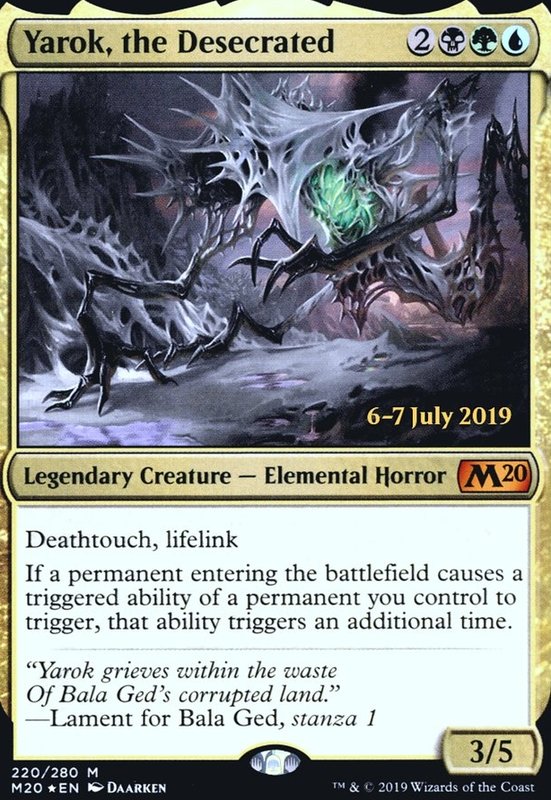 Yarok, the Desecrated 2
6–7 July 2019
Legendary Creature — Elemental Horror M20
Deathtouch, lifelink
If a permanent entering the battlefield causes a
triggered ability of a permanent you control to
trigger, that ability triggers an additional time.
“Yarok grieves within the waste
Of Bala Ged’s corrupted land.”
—Lament for Bala Ged, stanza 1
3/5
220/280 M
M20 ★ EN DAARKEN
™ & © 2019 Wizards of the Coast